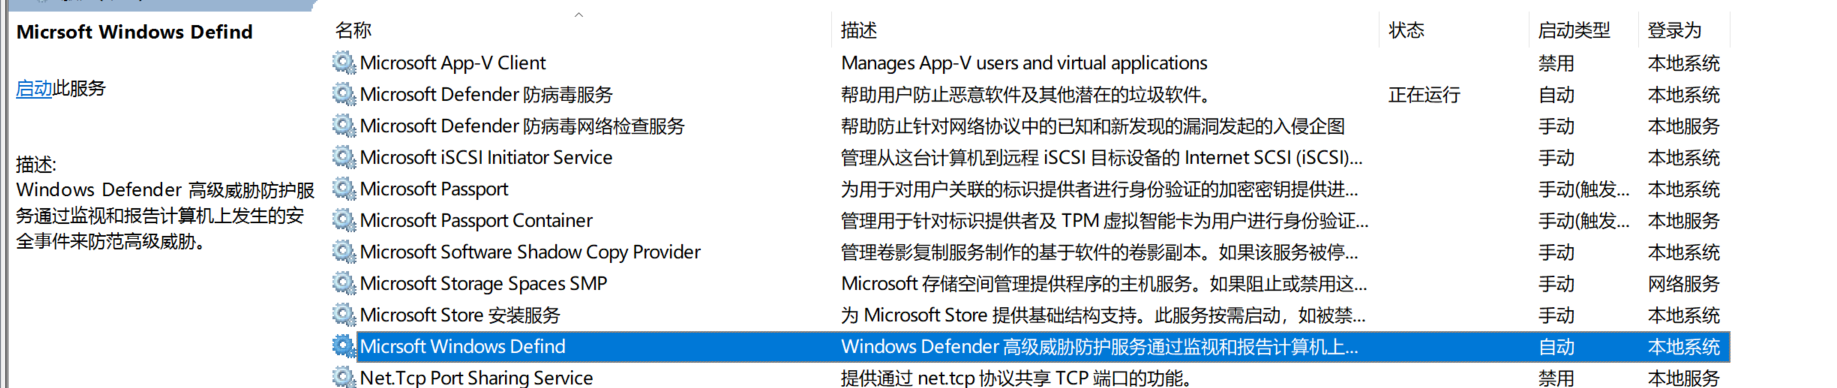 Micrsoft Windows Defind
启动此服务
描述:
Windows Defender 高级威胁防护服
务通过监视和报告计算机上发生的安
全事件来防范高级威胁。
名称 描述 状态 启动类型 登录为
Microsoft App-V Client Manages App-V users and virtual applications 禁用 本地系统
Microsoft Defender 防病毒服务 帮助用户防止恶意软件及其他潜在的垃圾软件。 正在运行 自动 本地系统
Microsoft Defender 防病毒网络检查服务 帮助防止针对网络协议中的已知和新发现的漏洞发起的入侵企图 手动 本地服务
Microsoft iSCSI Initiator Service 管理从这台计算机到远程 iSCSI 目标设备的 Internet SCSI (iSCSI)... 手动 本地系统
Microsoft Passport 为用于对用户关联的标识提供者进行身份验证的加密密钥提供进... 手动(触发... 本地系统
Microsoft Passport Container 管理用于针对标识提供者及 TPM 虚拟智能卡为用户进行身份验证... 手动(触发... 本地服务
Microsoft Software Shadow Copy Provider 管理卷影复制服务制作的基于软件的卷影副本。如果该服务被停... 手动 本地系统
Microsoft Storage Spaces SMP Microsoft 存储空间管理提供程序的主机服务。如果阻止或禁用这... 手动 网络服务
Microsoft Store 安装服务 为 Microsoft Store 提供基础结构支持。此服务按需启动，如被禁... 手动 本地系统
Micrsoft Windows Defind Windows Defender 高级威胁防护服务通过监视和报告计算机上... 自动 本地系统
Net.Tcp Port Sharing Service 提供通过 net.tcp 协议共享 TCP 端口的功能。 禁用 本地服务